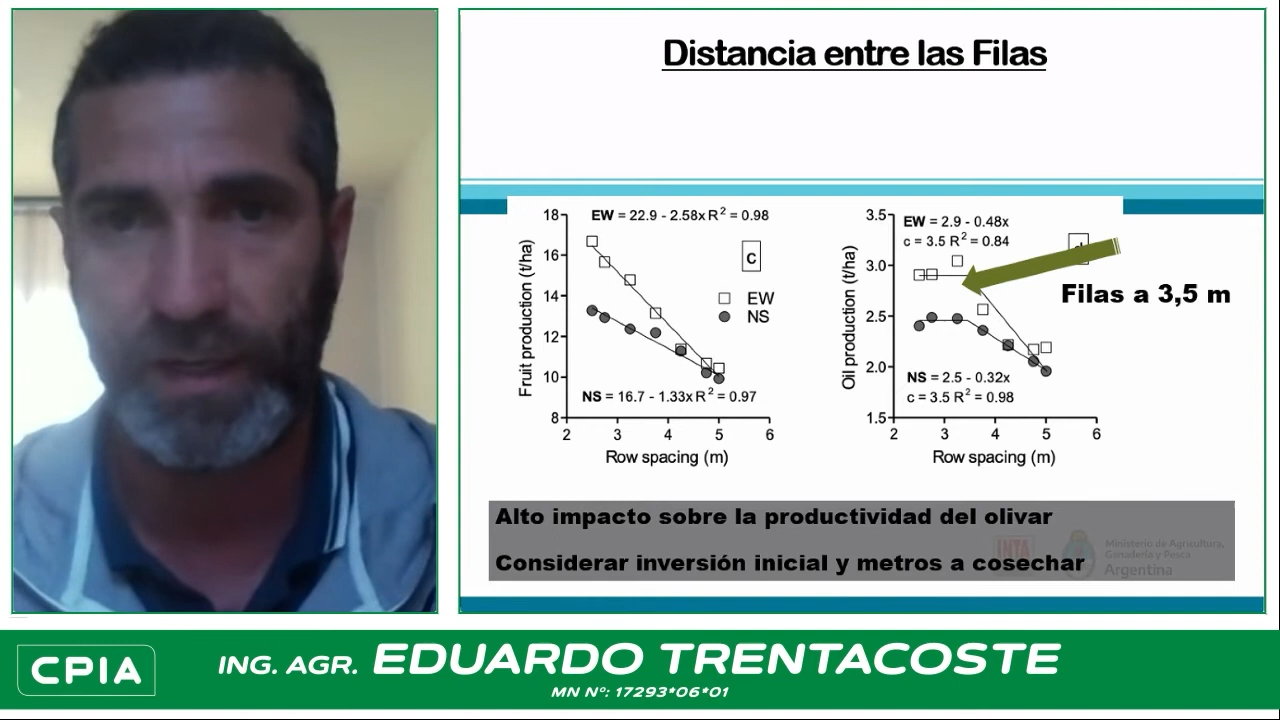 Distancia entre las Filas
EW = 22.9 - 2.58x R² = 0.98
c
EW
NS
NS = 16.7 - 1.33x R² = 0.97
Fruit production (t/ha)
18
16
14
12
10
8
2 3 4 5 6
Row spacing (m)
EW = 2.9 - 0.48x
c = 3.5 R² = 0.84
Filas a 3,5 m
NS = 2.5 - 0.32x
c = 3.5 R² = 0.98
Oil production (t/ha)
3.5
3.0
2.5
2.0
1.5
2 3 4 5 6
Row spacing (m)
Alto impacto sobre la productividad del olivar
Considerar inversión inicial y metros a cosechar
INTA
Ministerio de Agricultura,
Ganadería y Pesca
Argentina
CPIA
ING. AGR. EDUARDO TRENTACOSTE
MN Nº: 17293*06*01